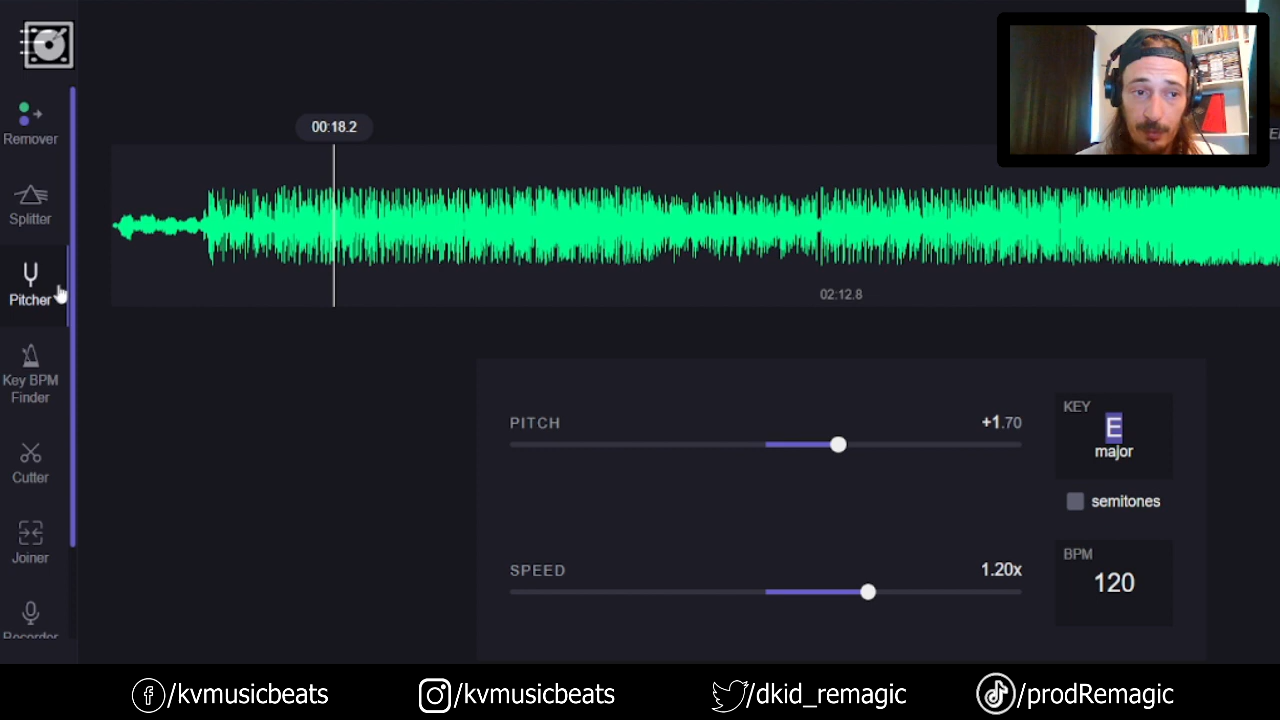 Remover
Splitter
Pitcher
Key BPM
Finder
Cutter
Joiner
Recorder
00:18.2
02:12.8
PITCH
+1.70
KEY
E
major
semitones
SPEED
1.20x
BPM
120
/kvmusicbeats
/kvmusicbeats
/dkid_remagic
/prodRemagic